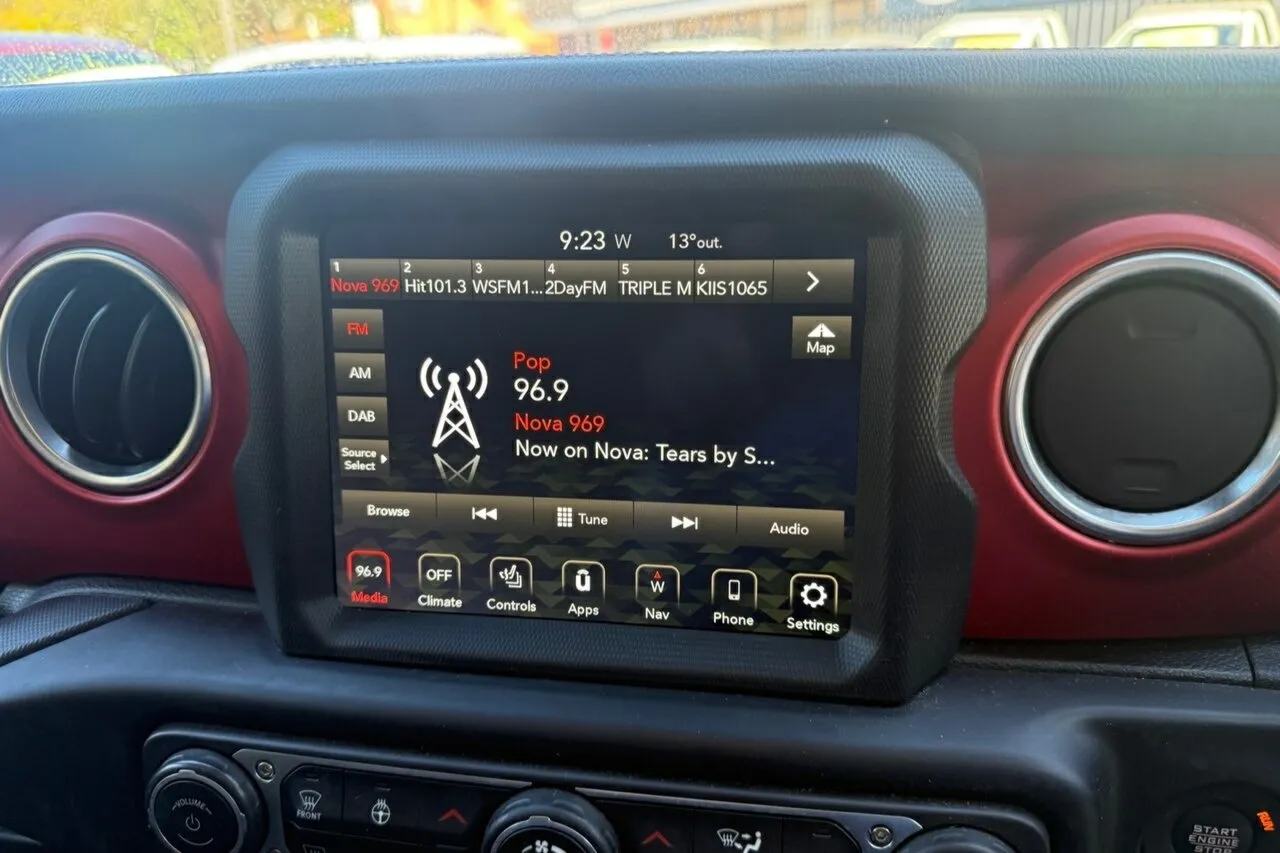 9:23 W 13°out.
1 2 3 4 5 6
Nova 969 Hit101.3 WSFM1... 2DayFM TRIPLE M KIIS1065
FM
AM
DAB
Source
Select
Map
Pop
96.9
Nova 969
Now on Nova: Tears by S...
Browse Tune Audio
96.9 OFF W
Media Climate Controls Apps Nav Phone Settings
VOLUME
FRONT
START
ENGINE
STOP
RUN